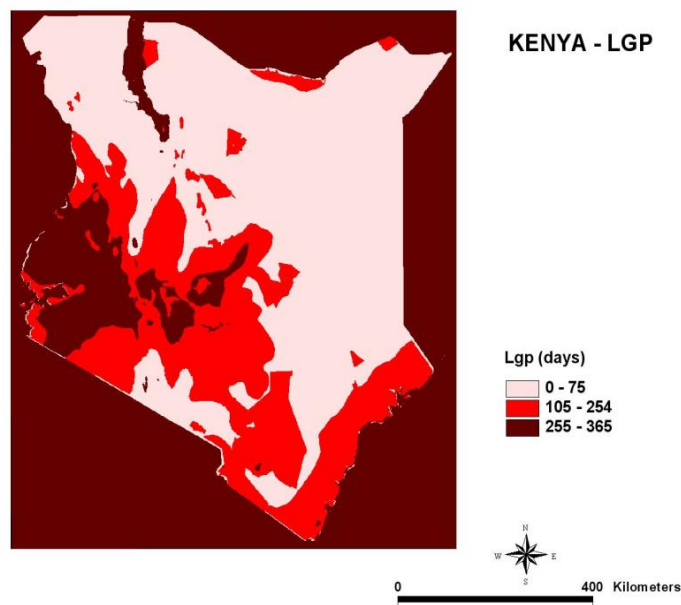 KENYA - LGP
Lgp (days)
0 - 75
105 - 254
255 - 365
N
W E
S
0 400 Kilometers